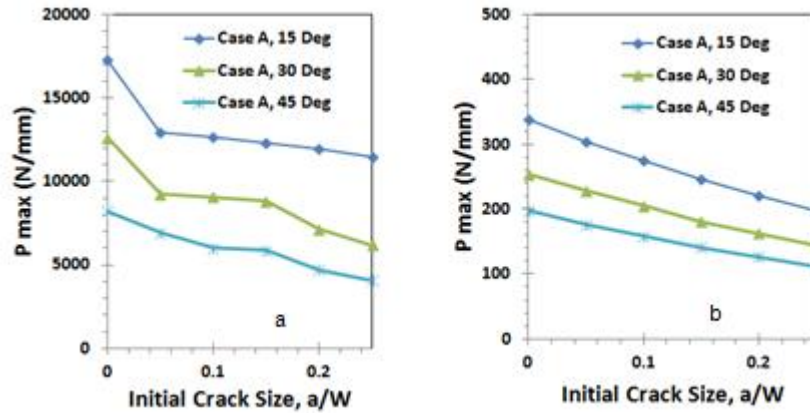 20000
15000
10000
5000
0
P max (N/mm)
Case A, 15 Deg
Case A, 30 Deg
Case A, 45 Deg
a
0 0.1 0.2
Initial Crack Size, a/W
500
400
300
200
100
0
P max (N/mm)
Case A, 15 Deg
Case A, 30 Deg
Case A, 45 Deg
b
0 0.1 0.2
Initial Crack Size, a/W